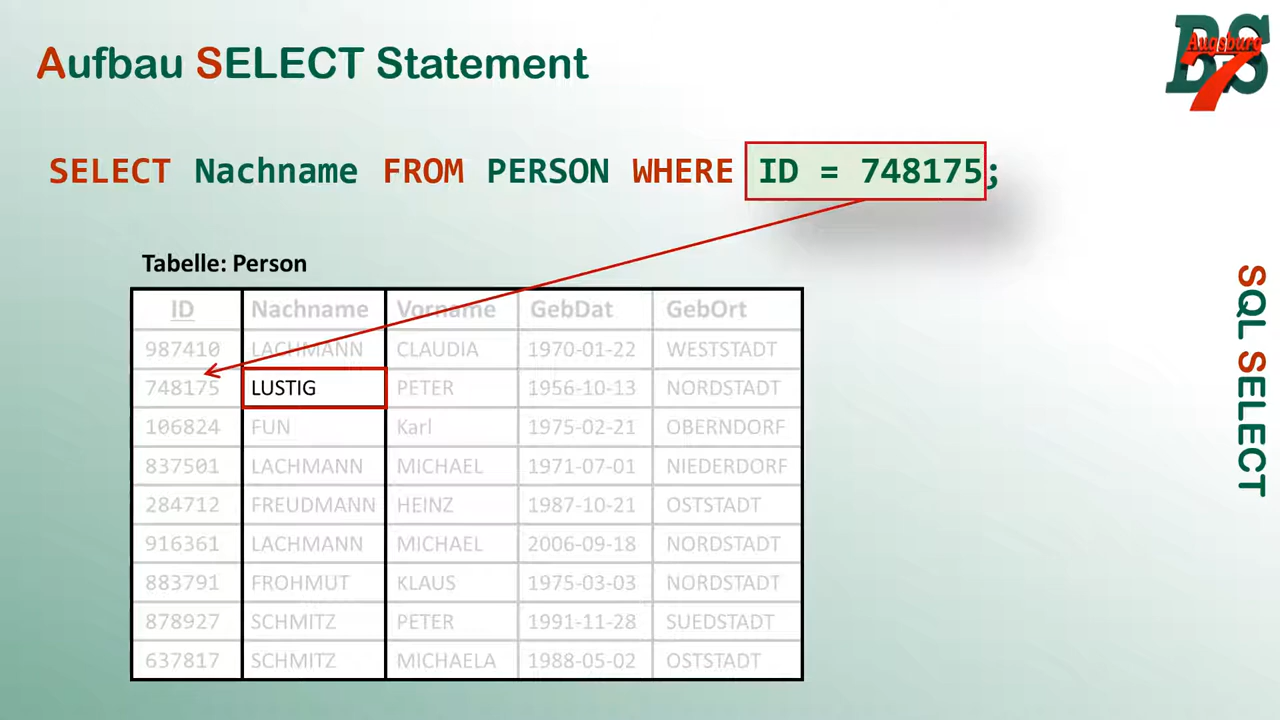 Aufbau SELECT Statement
BS
Augsburg
7
SELECT Nachname FROM PERSON WHERE ID = 748175;
Tabelle: Person
ID Nachname Vorname GebDat GebOrt
987410 LACHMANN CLAUDIA 1970-01-22 WESTSTADT
748175 LUSTIG PETER 1956-10-13 NORDSTADT
106824 FUN Karl 1975-02-21 OBERNDORF
837501 LACHMANN MICHAEL 1971-07-01 NIEDERDORF
284712 FREUDMANN HEINZ 1987-10-21 OSTSTADT
916361 LACHMANN MICHAEL 2006-09-18 NORDSTADT
883791 FROHMUT KLAUS 1975-03-03 NORDSTADT
878927 SCHMITZ PETER 1991-11-28 SUEDSTADT
637817 SCHMITZ MICHAELA 1988-05-02 OSTSTADT
SQL SELECT